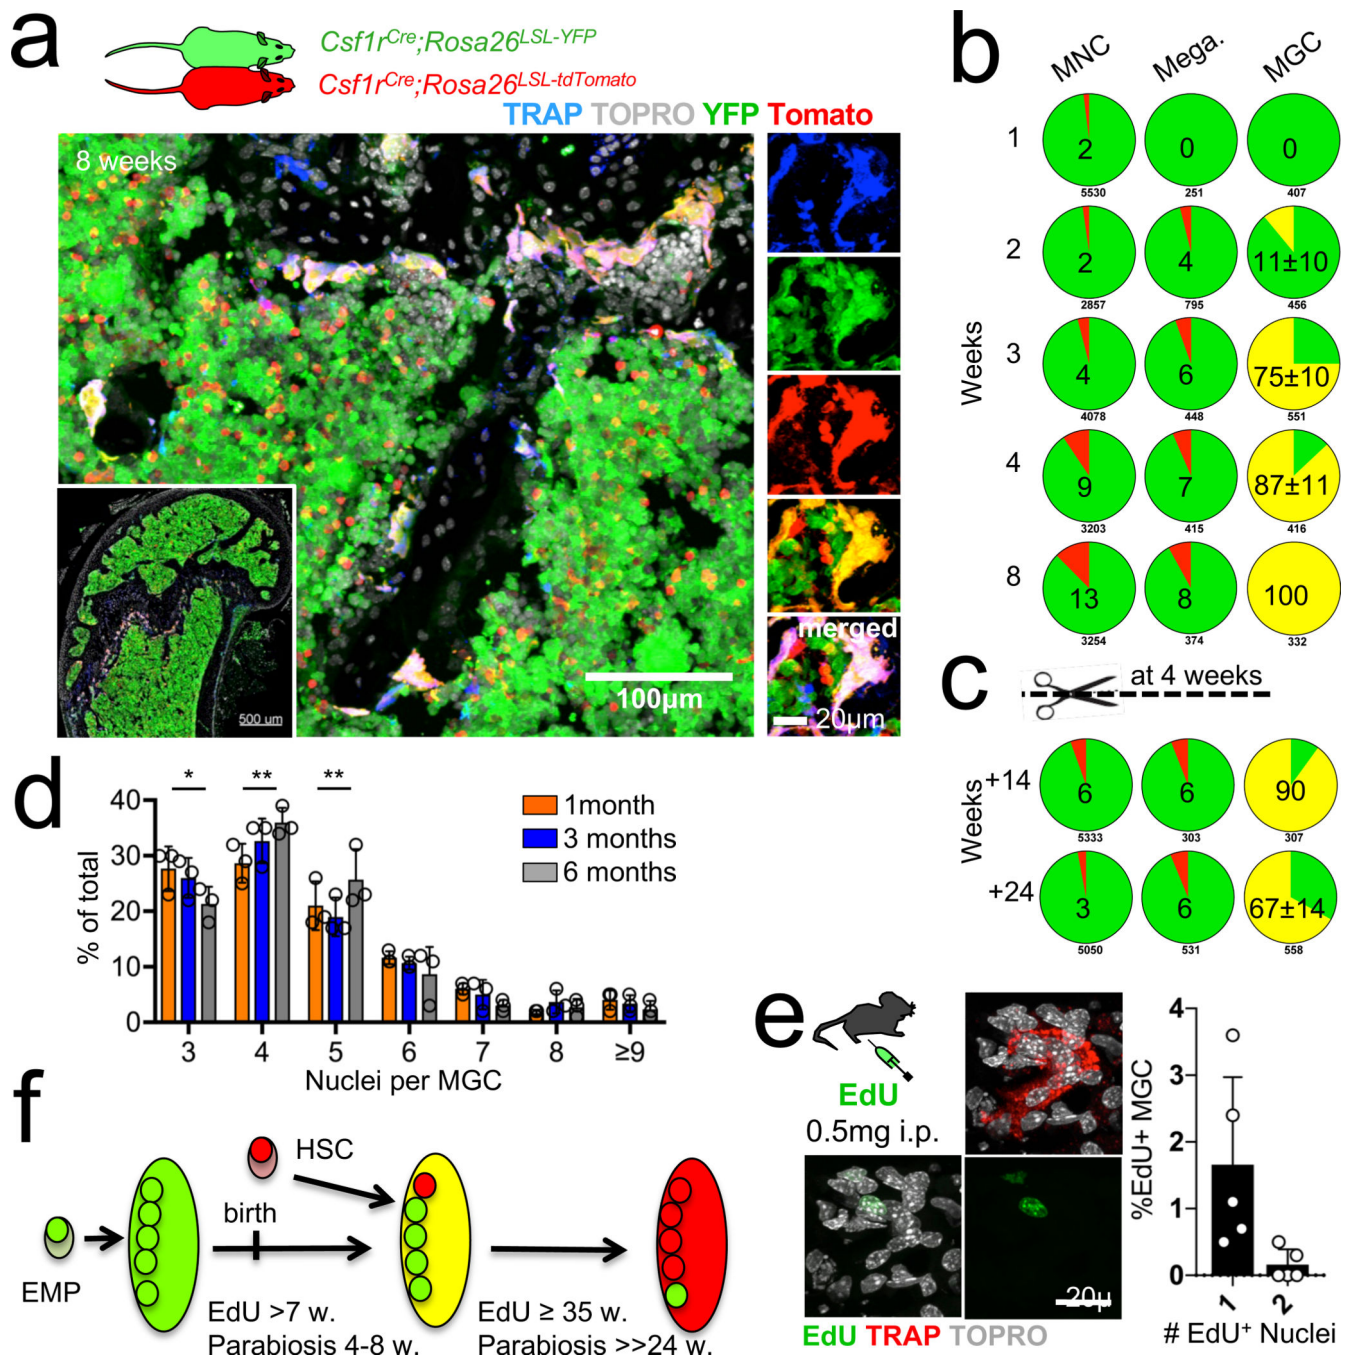 a
Csf1rCre;Rosa26LSL-YFP
Csf1rCre;Rosa26LSL-tdTomato
TRAP TOPRO YFP Tomato
8 weeks
500 um
100µm
merged
20µm
b
MNC Mega. MGC
Weeks
1
2 0 0
5530 251 407
2
2 4 11±10
2857 795 456
3
4 6 75±10
4078 448 551
4
9 7 87±11
3203 415 416
8
13 8 100
3254 374 332
c
at 4 weeks
Weeks
+14
6 6 90
5333 303 307
+24
3 6 67±14
5050 531 558
d
* ** **
% of total
40
30
20
10
0
3 4 5 6 7 8 ≥9
Nuclei per MGC
1month
3 months
6 months
e
EdU
0.5mg i.p.
20µ
EdU TRAP TOPRO
%EdU+ MGC
4
3
2
1
0
1 2
# EdU+ Nuclei
f
HSC
birth
EMP
EdU >7 w.
Parabiosis 4-8 w.
EdU ≥ 35 w.
Parabiosis >>24 w.